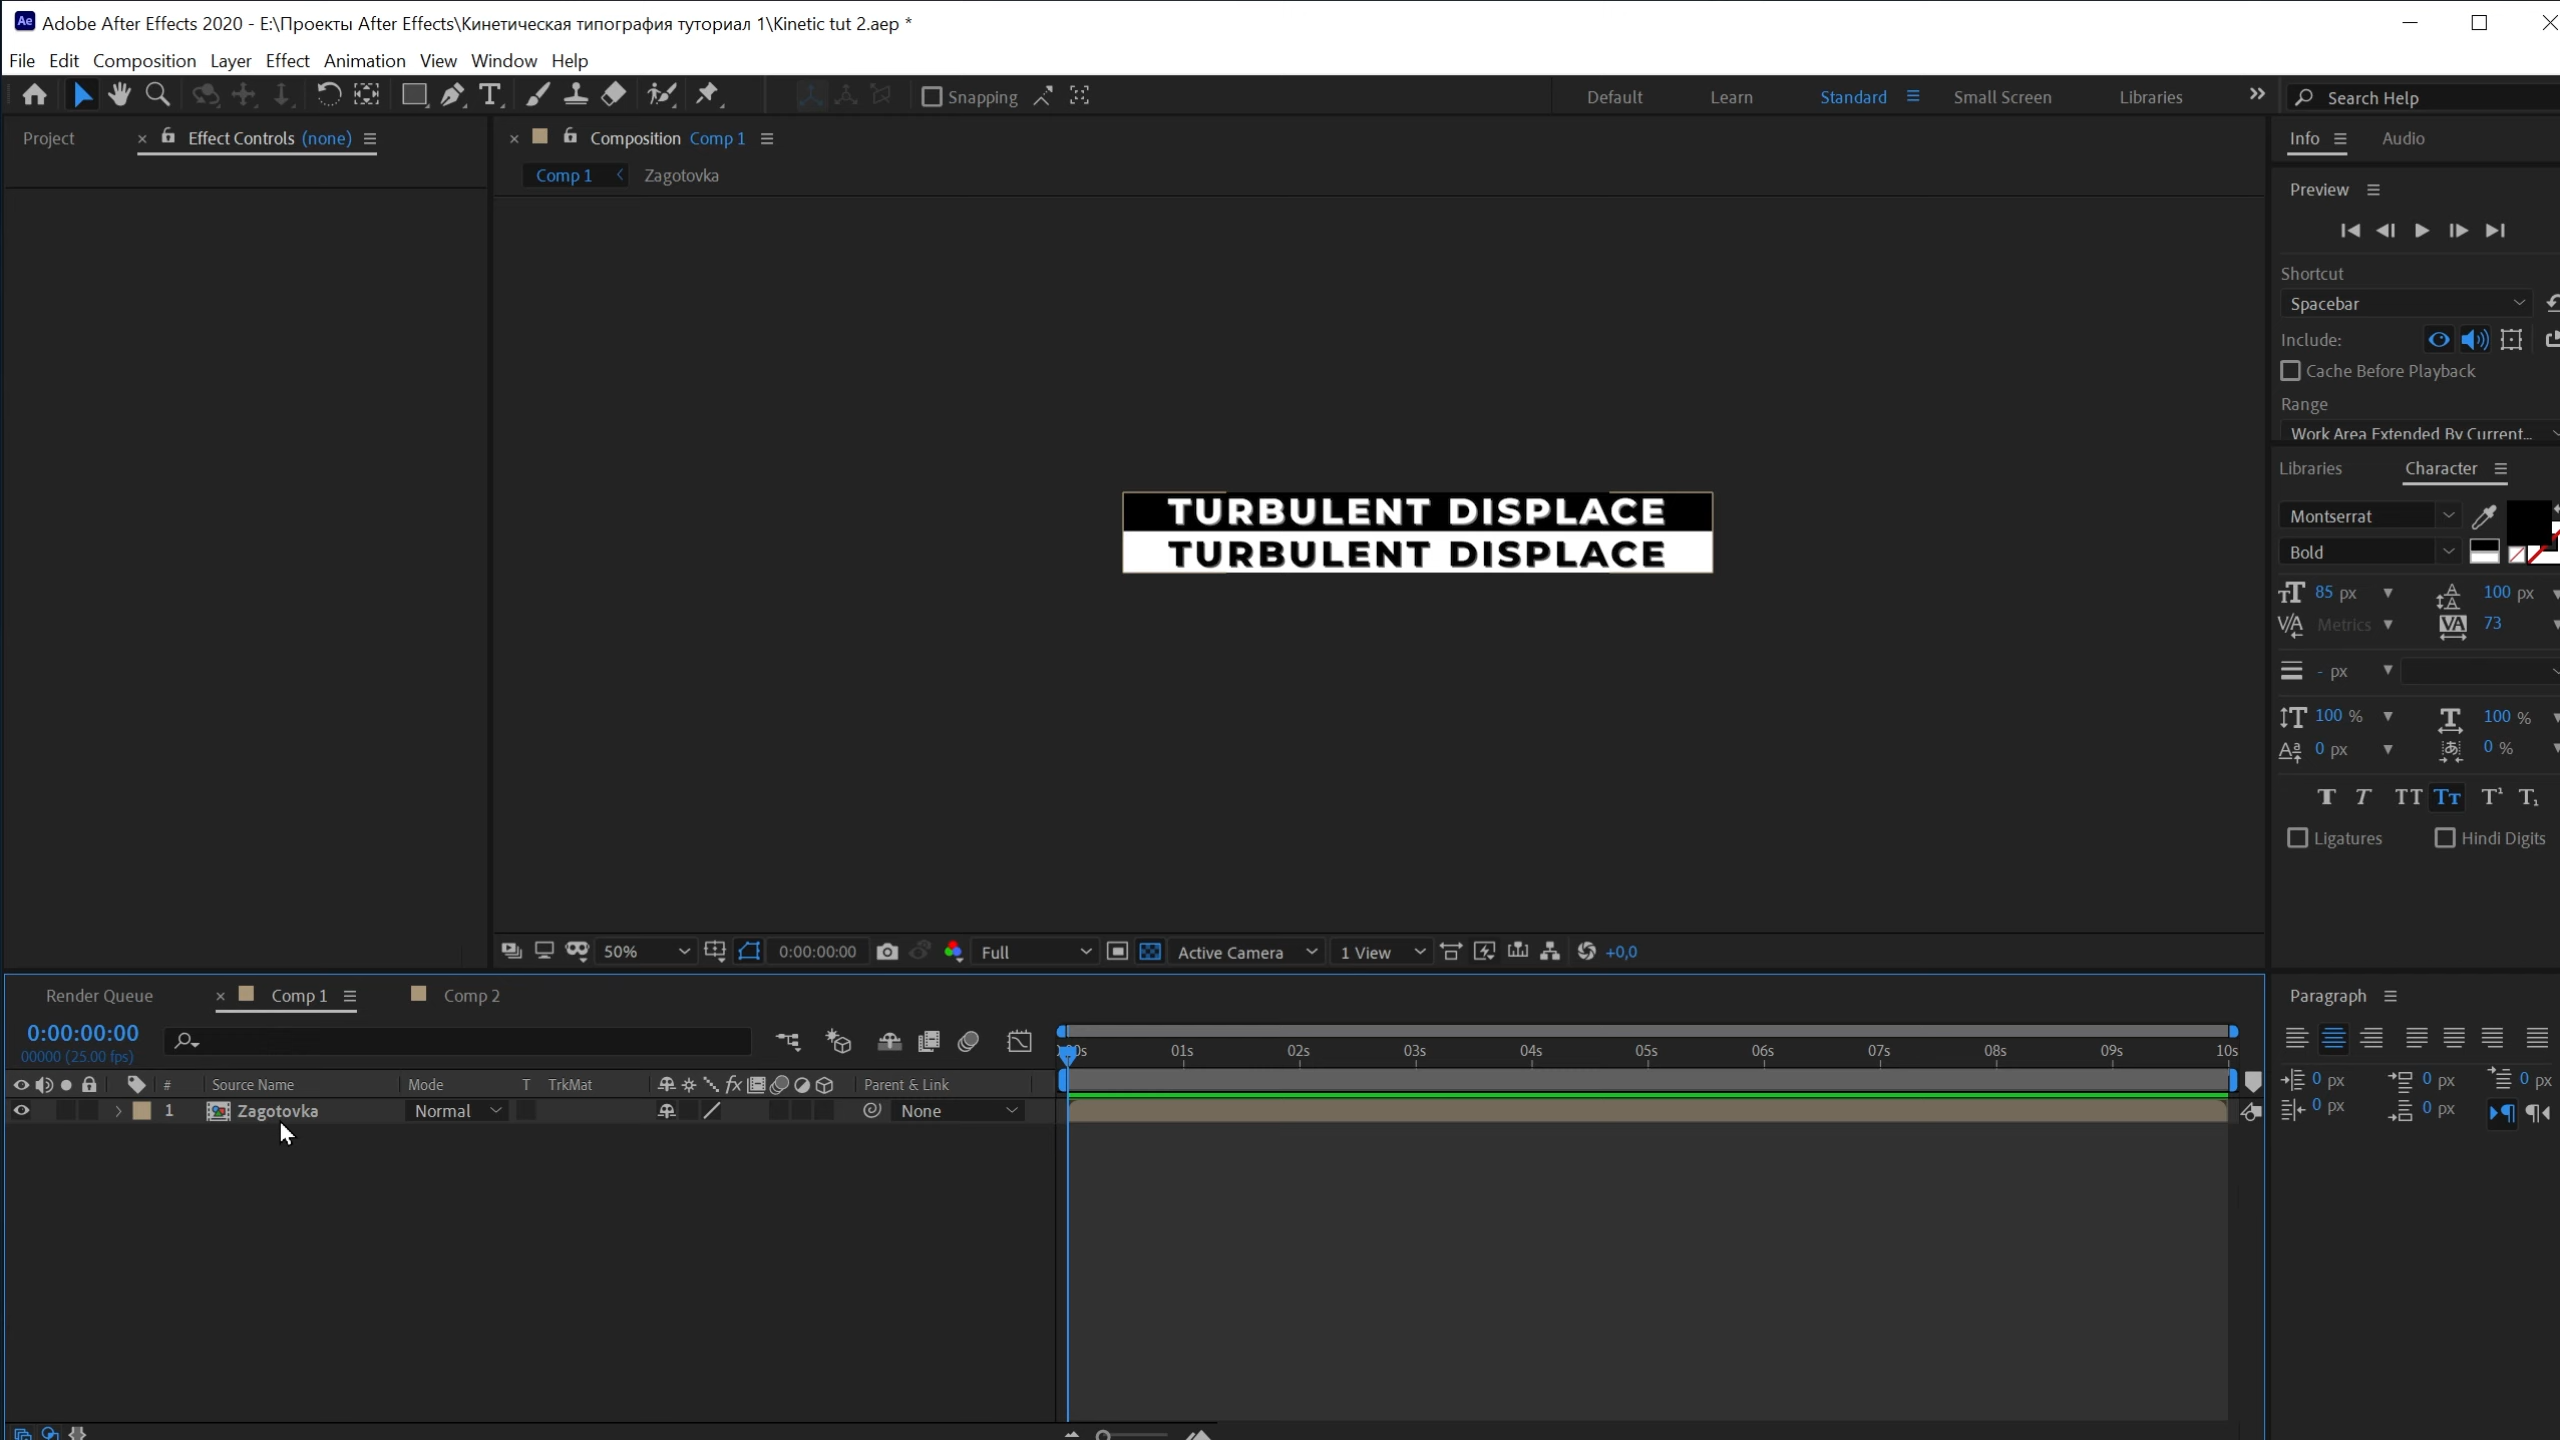 Ae Adobe After Effects 2020 - E:\Проекты After Effects\Кинетическая типография туториал 1\Kinetic tut 2.aep *
File Edit Composition Layer Effect Animation View Window Help
Snapping Default Learn Standard Small Screen Libraries Search Help
Project Effect Controls (none) Composition Comp 1 Info Audio
Comp 1 Zagotovka
Preview
Shortcut
Spacebar
Include:
Cache Before Playback
Range
Work Area Extended By Current...
Libraries Character
TURBULENT DISPLACE
TURBULENT DISPLACE
Montserrat
Bold
85 px 100 px
Metrics 73
- px
100 % 100 %
0 px 0 %
Ligatures Hindi Digits
50% 0:00:00:00 Full Active Camera 1 View +0,0
Render Queue Comp 1 Comp 2 Paragraph
0:00:00:00
00000 (25.00 fps)
01s 02s 03s 04s 05s 06s 07s 08s 09s 10s
# Source Name Mode T TrkMat fx Parent & Link
1 Zagotovka Normal None
0 px 0 px 0 px
0 px 0 px